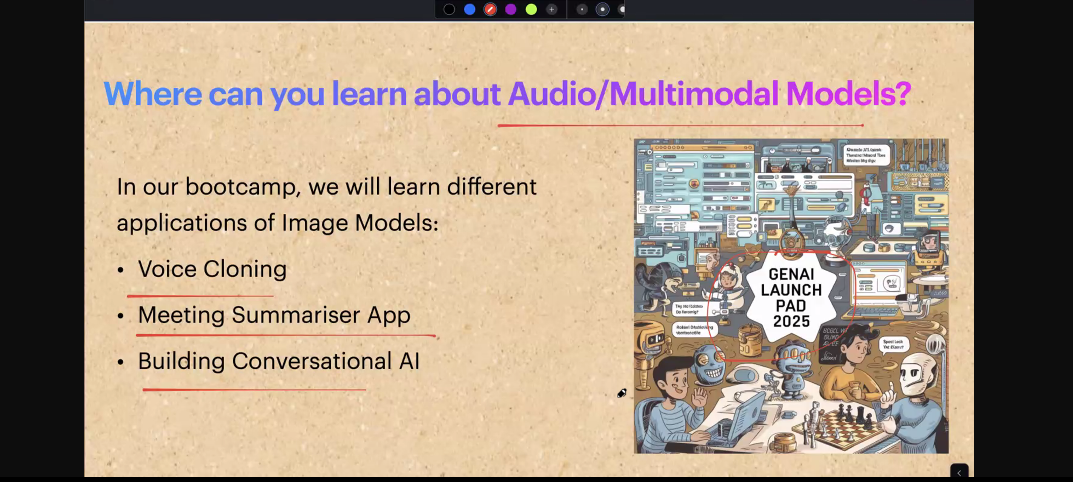 Where can you learn about Audio/Multimodal Models?
In our bootcamp, we will learn different
applications of Image Models:
• Voice Cloning
• Meeting Summariser App
• Building Conversational AI
GENAI
LAUNCH
PAD
2025